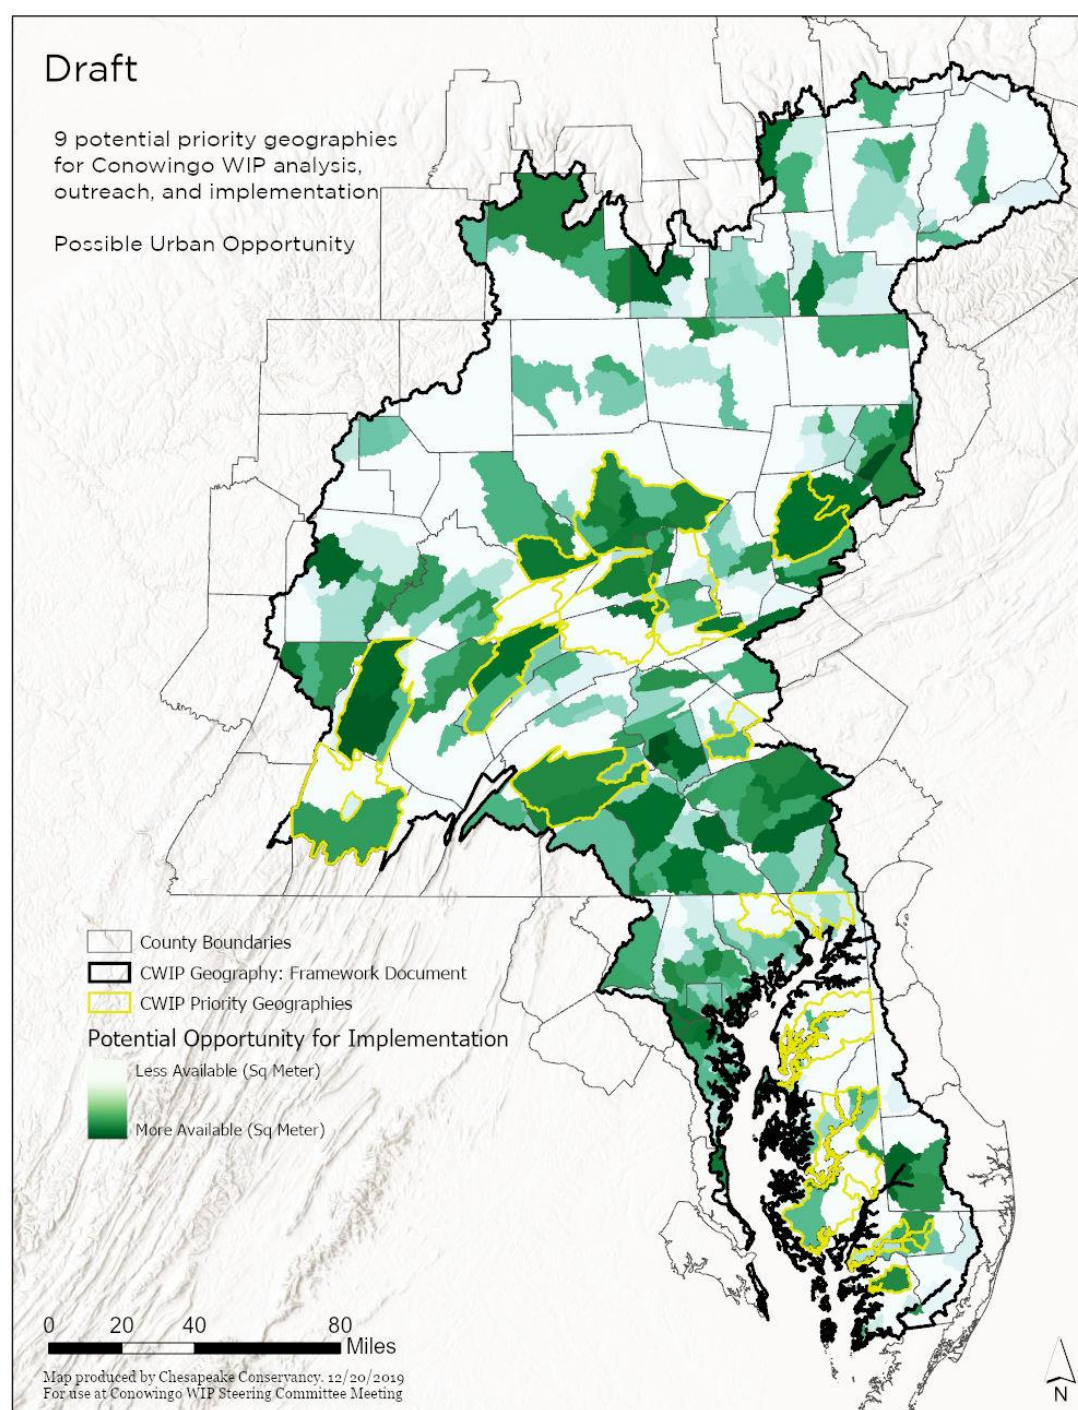 Draft
9 potential priority geographies
for Conowingo WIP analysis,
outreach, and implementation
Possible Urban Opportunity
County Boundaries
CWIP Geography: Framework Document
CWIP Priority Geographies
Potential Opportunity for Implementation
Less Available (Sq Meter)
More Available (Sq Meter)
0 20 40 80
Miles
Map produced by Chesapeake Conservancy. 12/20/2019
For use at Conowingo WIP Steering Committee Meeting
N